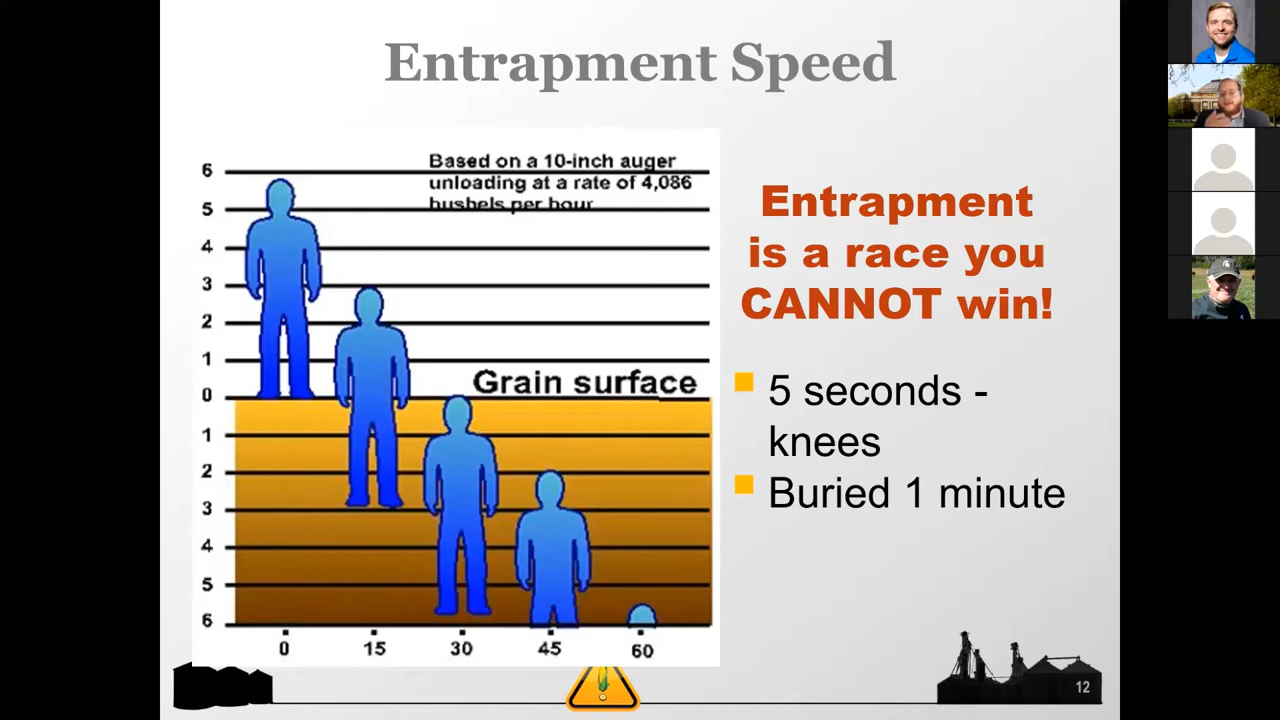 Entrapment Speed
Based on a 10-inch auger
unloading at a rate of 4,086
bushels per hour
6
5
4
3
2
1
0
Grain surface
1
2
3
4
5
6
0 15 30 45 60
Entrapment
is a race you
CANNOT win!
5 seconds -
knees
Buried 1 minute
12